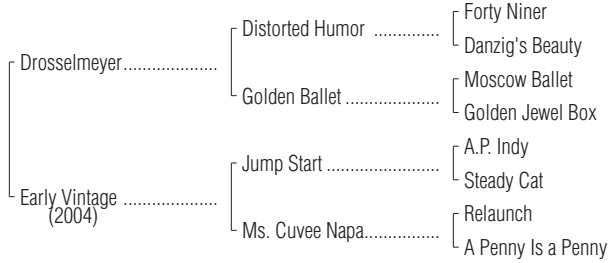 Forty Niner
Distorted Humor ..............
Danzig's Beauty
Drosselmeyer...................
Moscow Ballet
Golden Ballet ...................
Golden Jewel Box
A.P. Indy
Jump Start .......................
Steady Cat
Early Vintage ...................
(2004)
Relaunch
Ms. Cuvee Napa...............
A Penny Is a Penny